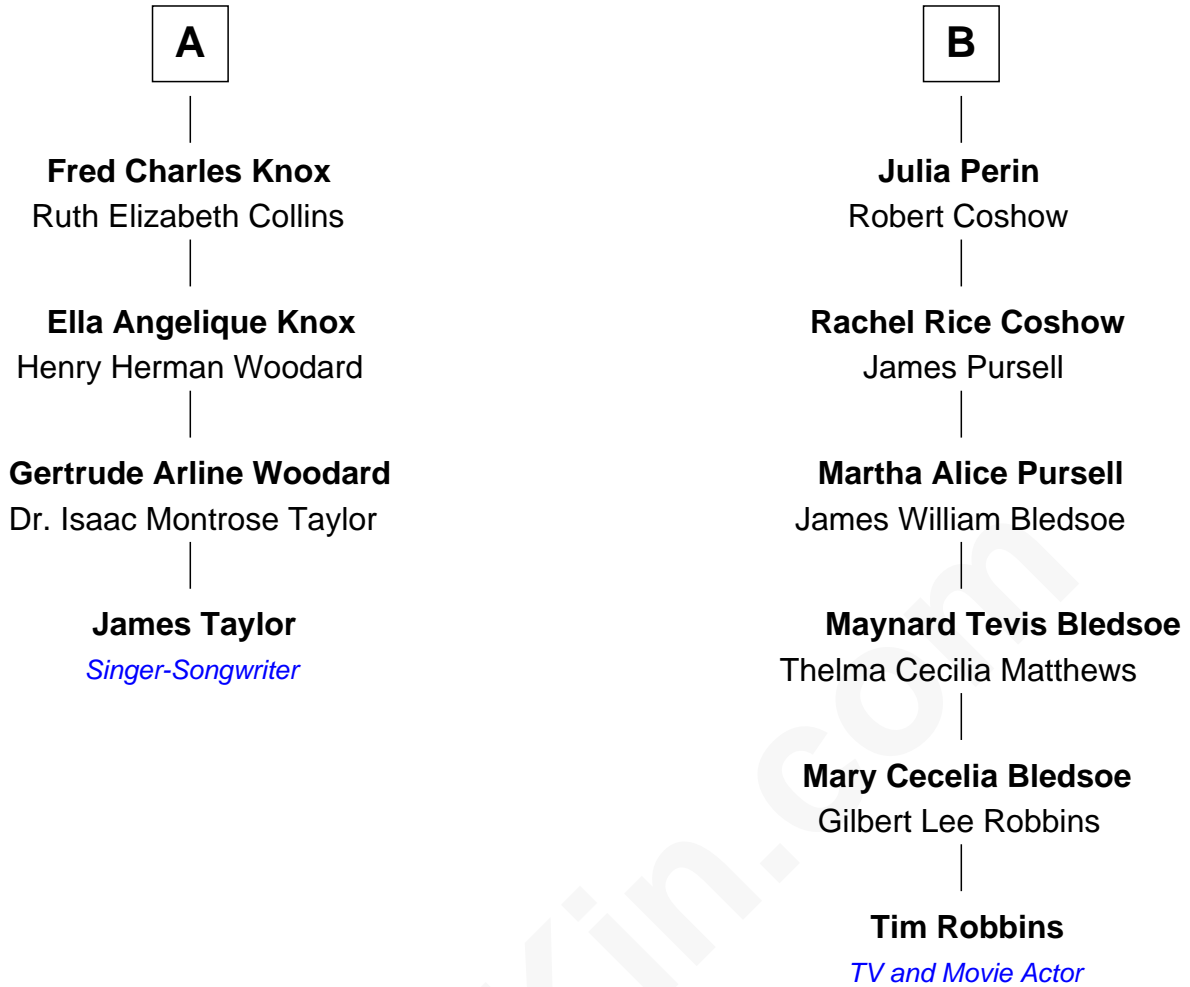 A
Fred Charles Knox
Ruth Elizabeth Collins
Ella Angelique Knox
Henry Herman Woodard
Gertrude Arline Woodard
Dr. Isaac Montrose Taylor
James Taylor
Singer-Songwriter
B
Julia Perin
Robert Coshow
Rachel Rice Coshow
James Pursell
Martha Alice Pursell
James William Bledsoe
Maynard Tevis Bledsoe
Thelma Cecilia Matthews
Mary Cecelia Bledsoe
Gilbert Lee Robbins
Tim Robbins
TV and Movie Actor
Kin.com